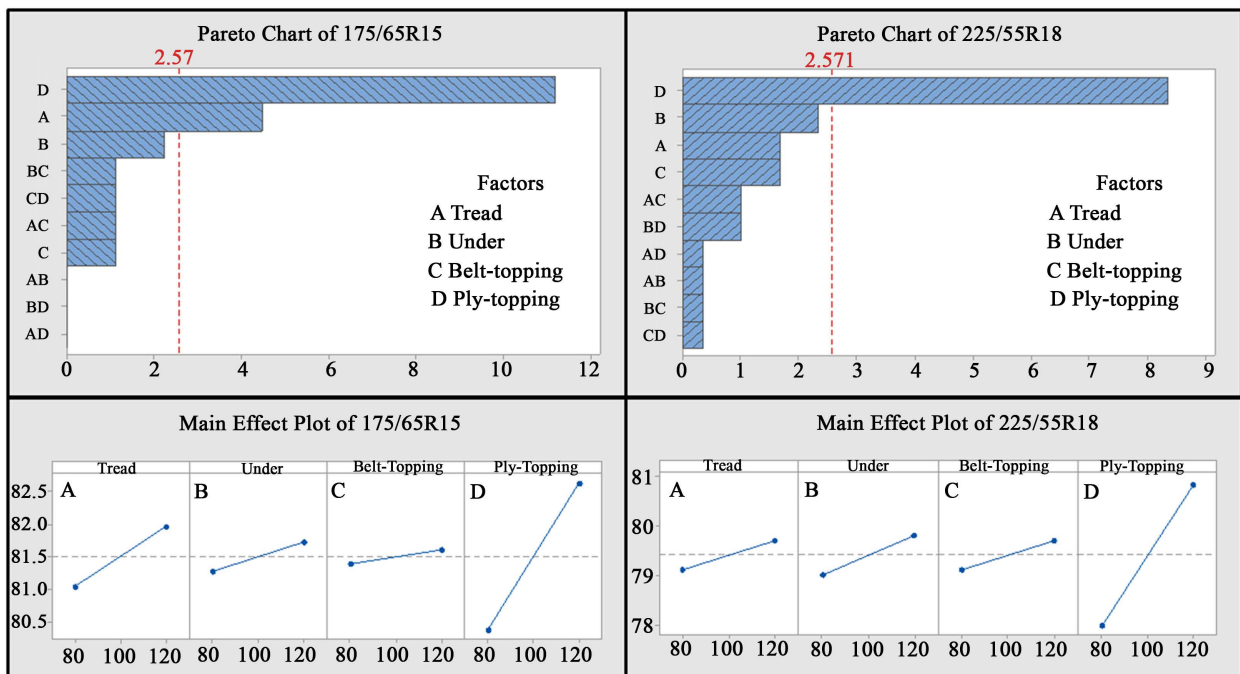 Pareto Chart of 175/65R15
2.57
D
A
B
BC
CD
AC
C
AB
BD
AD
Factors
A Tread
B Under
C Belt-topping
D Ply-topping
0 2 4 6 8 10 12
Pareto Chart of 225/55R18
2.571
D
B
A
C
AC
BD
AD
AB
BC
CD
Factors
A Tread
B Under
C Belt-topping
D Ply-topping
0 1 2 3 4 5 6 7 8 9
Main Effect Plot of 175/65R15
Tread Under Belt-Topping Ply-Topping
A B C D
82.5
82.0
81.5
81.0
80.5
80 100 120 80 100 120 80 100 120 80 100 120
Main Effect Plot of 225/55R18
Tread Under Belt-Topping Ply-Topping
A B C D
81
80
79
78
80 100 120 80 100 120 80 100 120 80 100 120